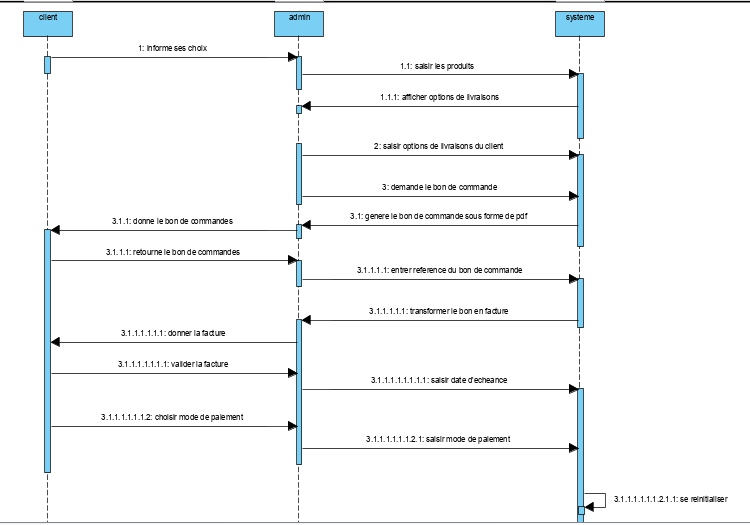 client
admin
systeme
1: informe ses choix
1.1: saisir les produits
1.1.1: afficher options de livraisons
2: saisir options de livraisons du client
3: demande le bon de commande
3.1: genere le bon de commande sous forme de pdf
3.1.1: donne le bon de commandes
3.1.1.1: retourne le bon de commandes
3.1.1.1.1: entrer reference du bon de commande
3.1.1.1.1.1: transformer le bon en facture
3.1.1.1.1.1.1: donner la facture
3.1.1.1.1.1.1.1: valider la facture
3.1.1.1.1.1.1.1.1: saisir date d'echeance
3.1.1.1.1.1.1.2: choisir mode de paiement
3.1.1.1.1.1.1.2.1: saisir mode de paiement
3.1.1.1.1.1.1.2.1.1: se reinitialiser